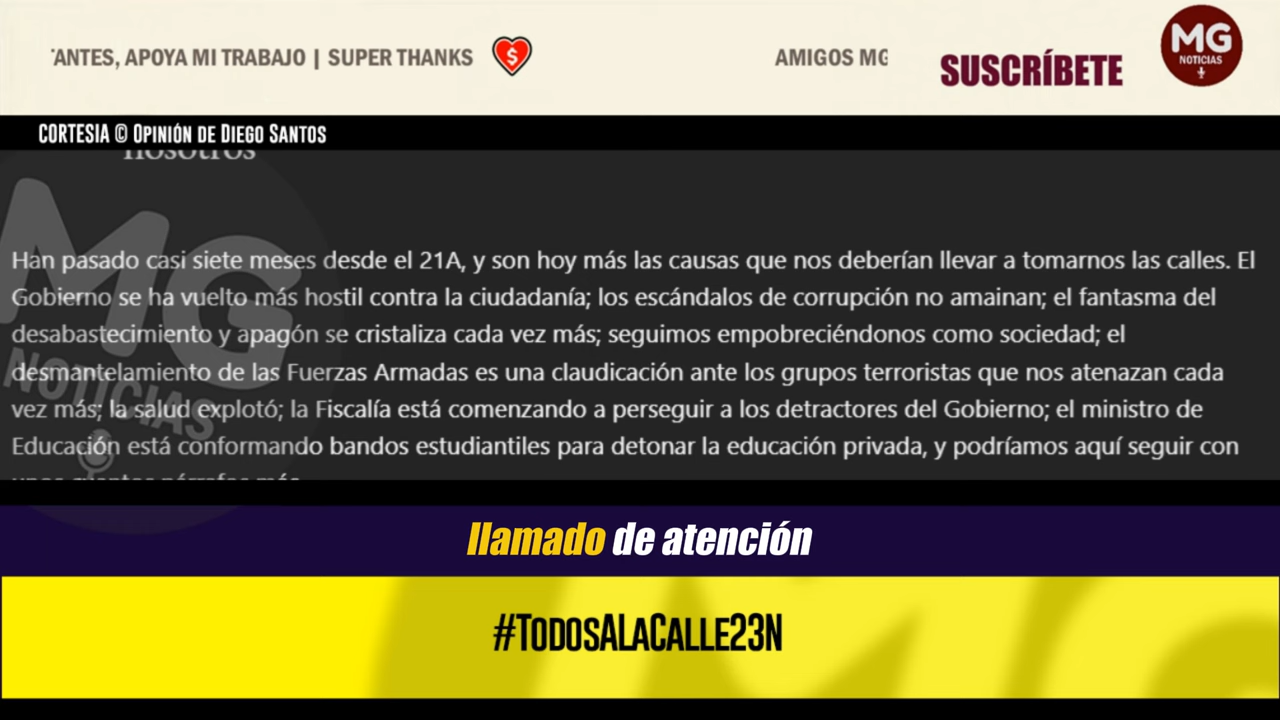 TANTES, APOYA MI TRABAJO | SUPER THANKS
AMIGOS MG
SUSCRÍBETE
MG
NOTICIAS
CORTESIA © OPINIÓN DE DIEGO SANTOS
nosotros
Han pasado casi siete meses desde el 21A, y son hoy más las causas que nos deberían llevar a tomarnos las calles. El
Gobierno se ha vuelto más hostil contra la ciudadanía; los escándalos de corrupción no amainan; el fantasma del
desabastecimiento y apagón se cristaliza cada vez más; seguimos empobreciéndonos como sociedad; el
desmantelamiento de las Fuerzas Armadas es una claudicación ante los grupos terroristas que nos atenazan cada
vez más; la salud explotó; la Fiscalía está comenzando a perseguir a los detractores del Gobierno; el ministro de
Educación está conformando bandos estudiantiles para detonar la educación privada, y podríamos aquí seguir con
MG
NOTICIAS
llamado de atención
#TODOSALACALLE23N